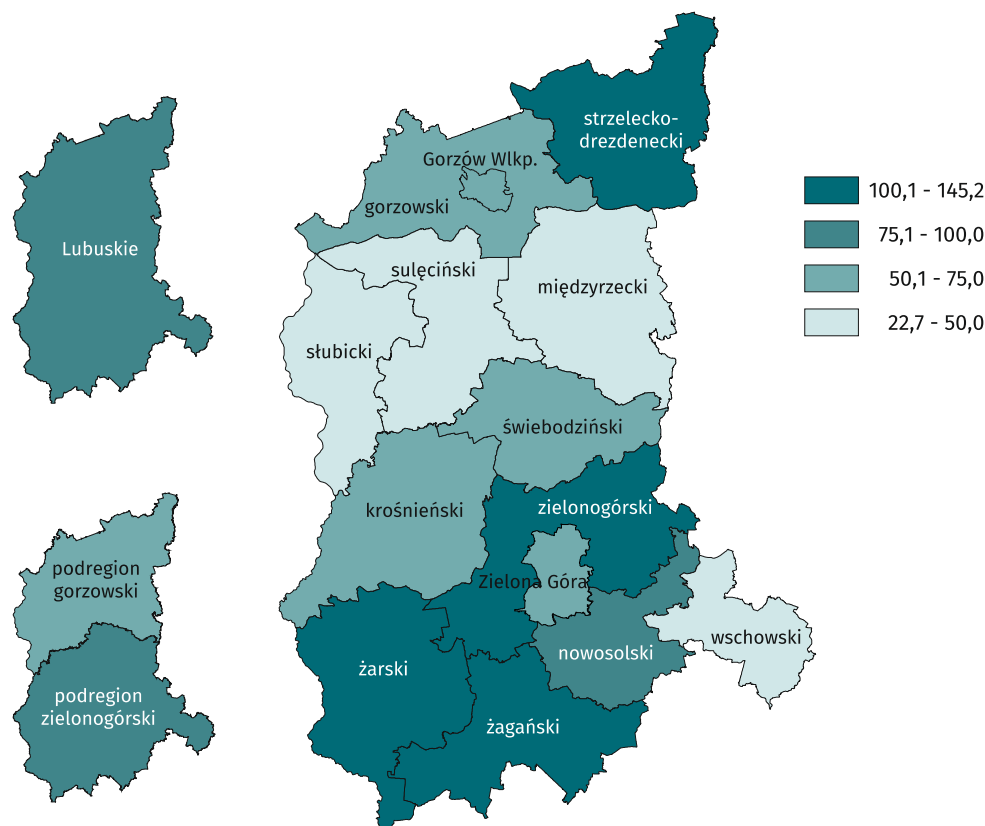 Lubuskie
podregion
gorzowski
podregion
zielonogórski
strzelecko-
drezdenecki
Gorzów Wlkp.
gorzowski
sulęciński
międzyrzecki
słubicki
świebodziński
krośnieński
zielonogórski
Zielona Góra
wschowski
nowosolski
żarski
żagański
100,1 - 145,2
75,1 - 100,0
50,1 - 75,0
22,7 - 50,0